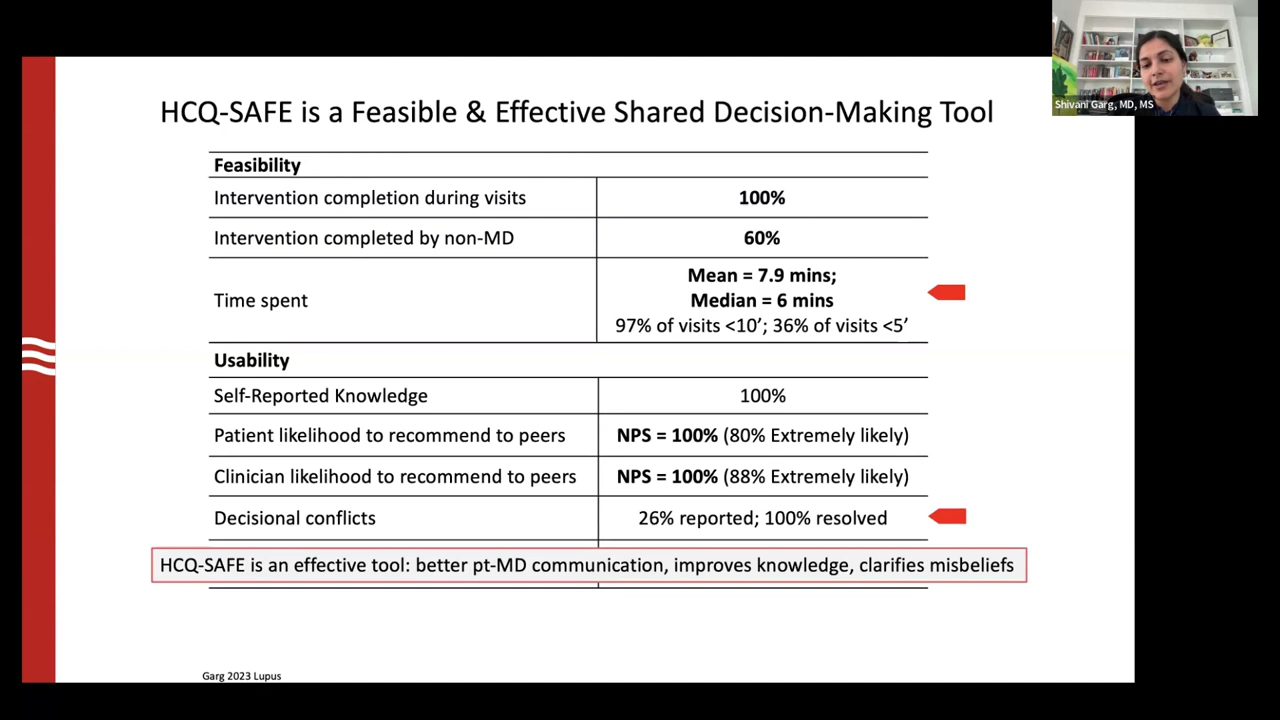 Shivani Garg, MD, MS
HCQ-SAFE is a Feasible & Effective Shared Decision-Making Tool
Feasibility
Intervention completion during visits
100%
Intervention completed by non-MD
60%
Time spent
Mean = 7.9 mins;
Median = 6 mins
97% of visits <10’; 36% of visits <5’
Usability
Self-Reported Knowledge
100%
Patient likelihood to recommend to peers
NPS = 100% (80% Extremely likely)
Clinician likelihood to recommend to peers
NPS = 100% (88% Extremely likely)
Decisional conflicts
26% reported; 100% resolved
HCQ-SAFE is an effective tool: better pt-MD communication, improves knowledge, clarifies misbeliefs
Garg 2023 Lupus